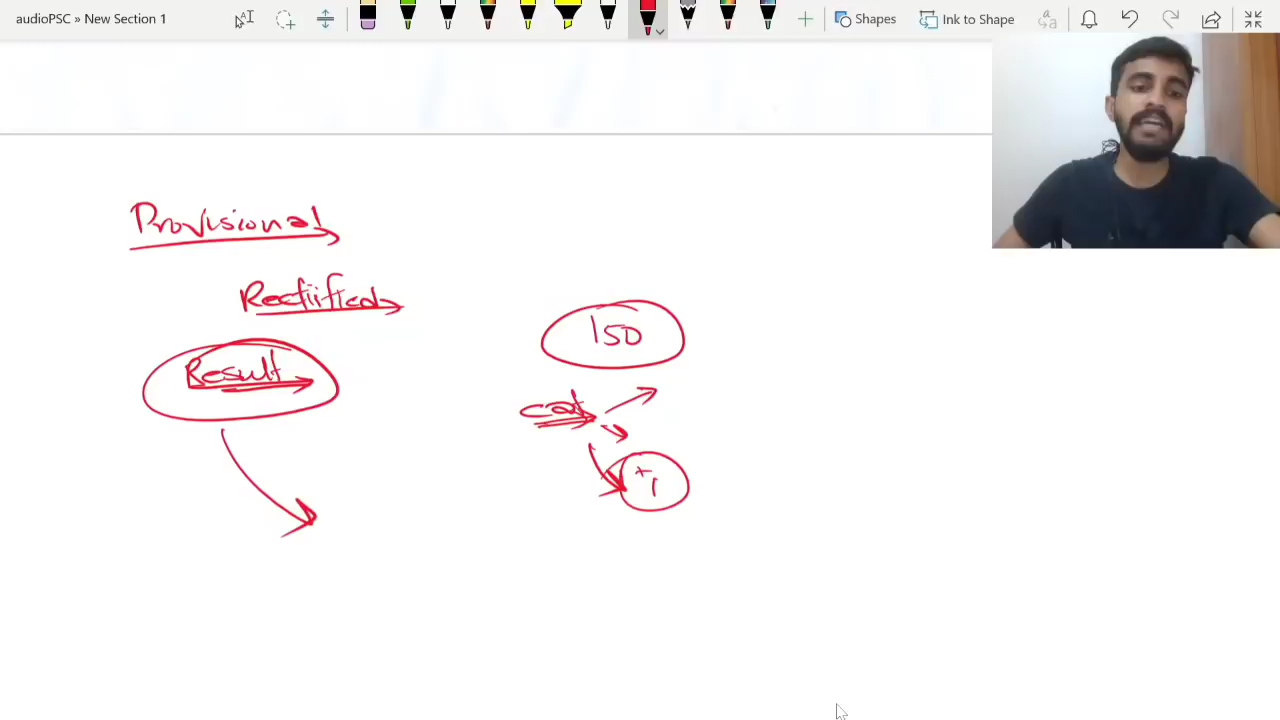 audioPSC » New Section 1
Shapes
Ink to Shape
Provisional
Rectified
Result
150
cat
+1